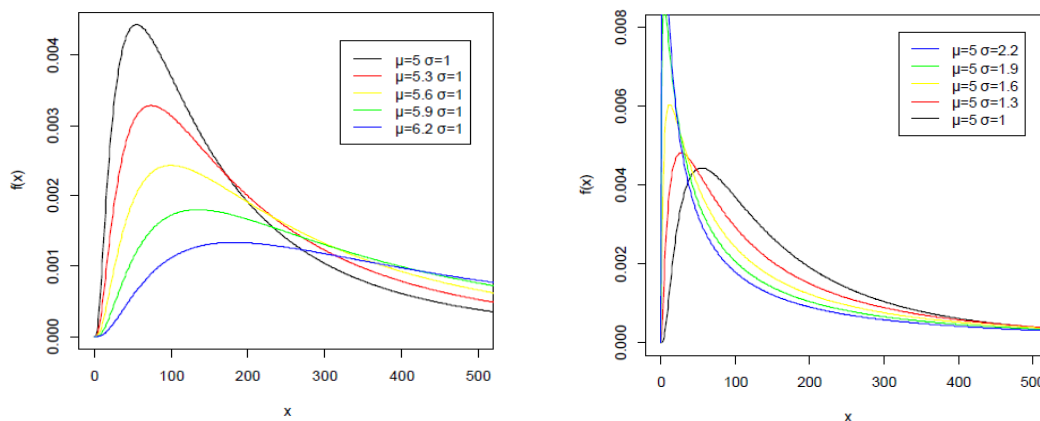 0.004
0.003
0.002
0.001
0.000
f(x)
μ=5 σ=1
μ=5.3 σ=1
μ=5.6 σ=1
μ=5.9 σ=1
μ=6.2 σ=1
0 100 200 300 400 500
x
0.008
0.006
0.004
0.002
0.000
f(x)
μ=5 σ=2.2
μ=5 σ=1.9
μ=5 σ=1.6
μ=5 σ=1.3
μ=5 σ=1
0 100 200 300 400 500
x